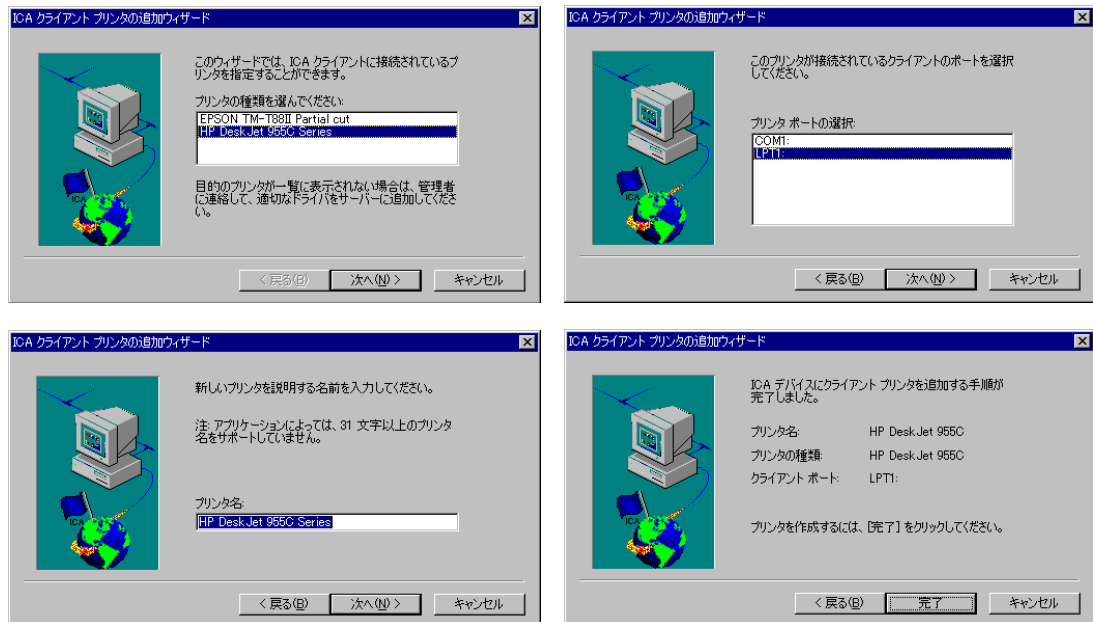 ICA クライアント プリンタの追加ウィザード
このウィザードでは、ICA クライアントに接続されているプ
リンタを指定することができます。
プリンタの種類を選んでください:
EPSON TM-T88II Partial cut
HP DeskJet 955C Series
目的のプリンタが一覧に表示されない場合は、管理者
に連絡して、適切なドライバをサーバーに追加してくださ
い。
ICA
< 戻る(B)
次へ(N) >
キャンセル
ICA クライアント プリンタの追加ウィザード
このプリンタが接続されているクライアントのポートを選択
してください。
プリンタ ポートの選択:
COM1:
LPT1:
ICA
< 戻る(B)
次へ(N) >
キャンセル
ICA クライアント プリンタの追加ウィザード
新しいプリンタを説明する名前を入力してください。
注: アプリケーションによっては、31 文字以上のプリンタ
名をサポートしていません。
プリンタ名:
HP DeskJet 955C Series
ICA
< 戻る(B)
次へ(N) >
キャンセル
ICA クライアント プリンタの追加ウィザード
ICA デバイスにクライアント プリンタを追加する手順が
完了しました。
プリンタ名: HP DeskJet 955C
プリンタの種類: HP DeskJet 955C
クライアント ポート: LPT1:
プリンタを作成するには、[完了] をクリックしてください。
ICA
< 戻る(B)
完了
キャンセル